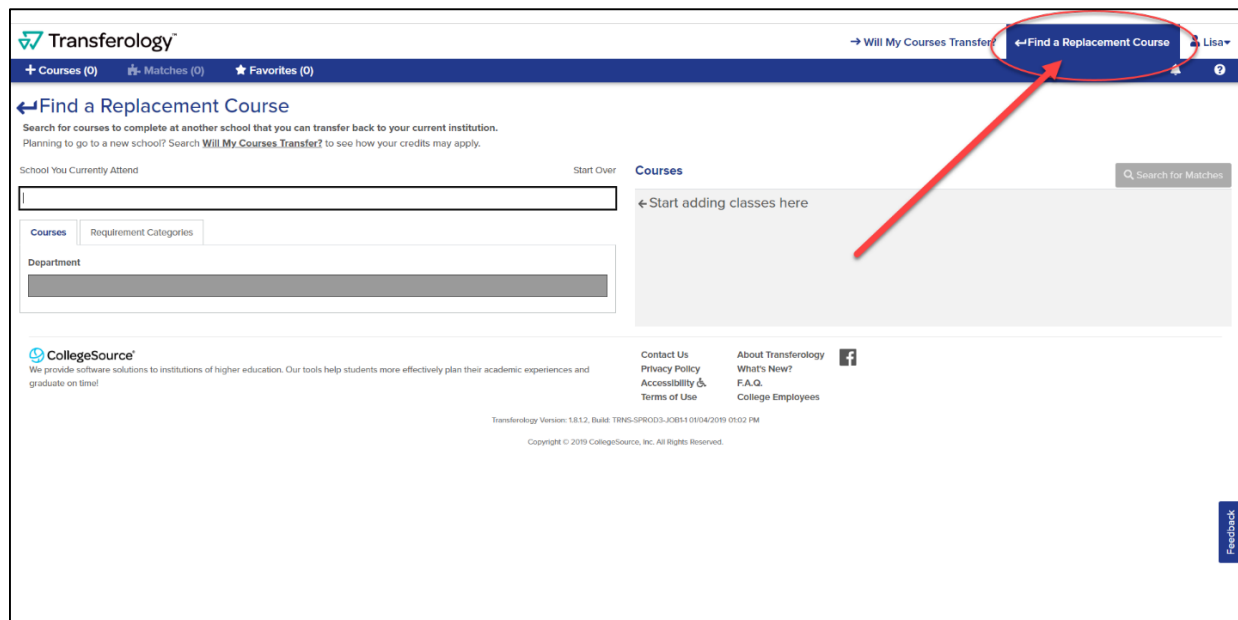 Transferology™
→ Will My Courses Transfer?
Find a Replacement Course
Lisa
+ Courses (0)
Matches (0)
★ Favorites (0)
Find a Replacement Course
Search for courses to complete at another school that you can transfer back to your current institution.
Planning to go to a new school? Search Will My Courses Transfer? to see how your credits may apply.
School You Currently Attend
Start Over
Courses
Search for Matches
← Start adding classes here
Courses
Requirement Categories
Department
CollegeSource®
We provide software solutions to institutions of higher education. Our tools help students more effectively plan their academic experiences and
graduate on time!
Contact Us
Privacy Policy
Accessibility
Terms of Use
About Transferology
What's New?
F.A.Q.
College Employees
Transferology Version: 1.8.1.2, Build: TRNS-SPROD3-JOB1-1 01/04/2019 01:02 PM
Copyright © 2019 CollegeSource, Inc. All Rights Reserved.
Feedback